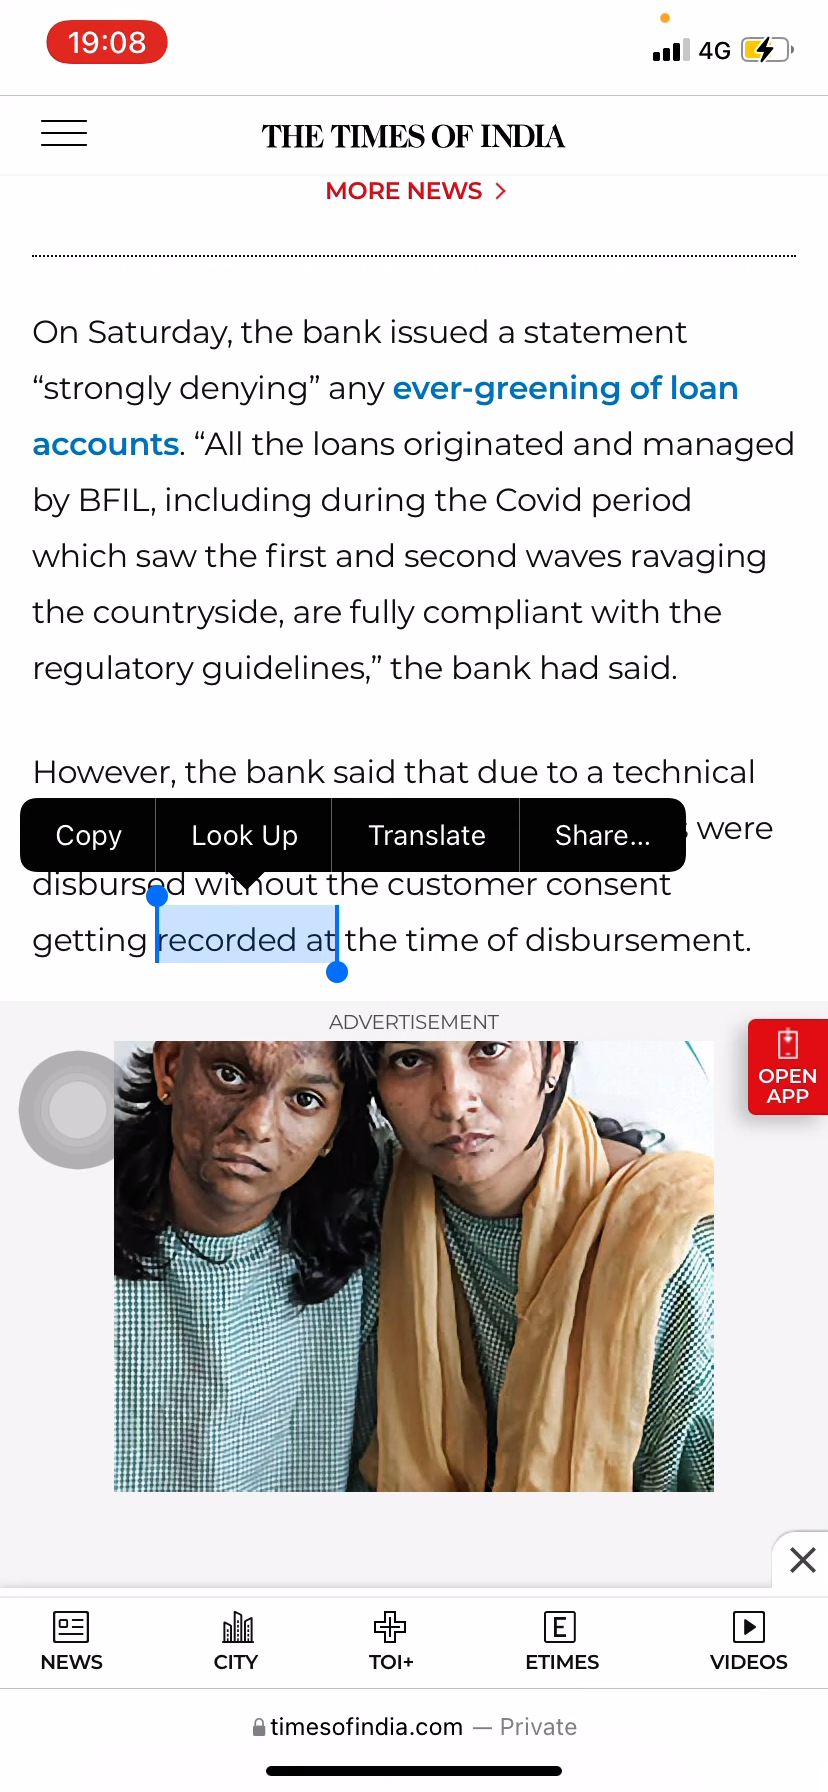 19:08
4G
THE TIMES OF INDIA
MORE NEWS >
On Saturday, the bank issued a statement
“strongly denying” any ever-greening of loan
accounts. “All the loans originated and managed
by BFIL, including during the Covid period
which saw the first and second waves ravaging
the countryside, are fully compliant with the
regulatory guidelines,” the bank had said.
However, the bank said that due to a technical
Copy Look Up Translate Share...
were
disbursed without the customer consent
getting recorded at the time of disbursement.
ADVERTISEMENT
OPEN
APP
NEWS CITY TOI+ E ETIMES VIDEOS
timesofindia.com — Private